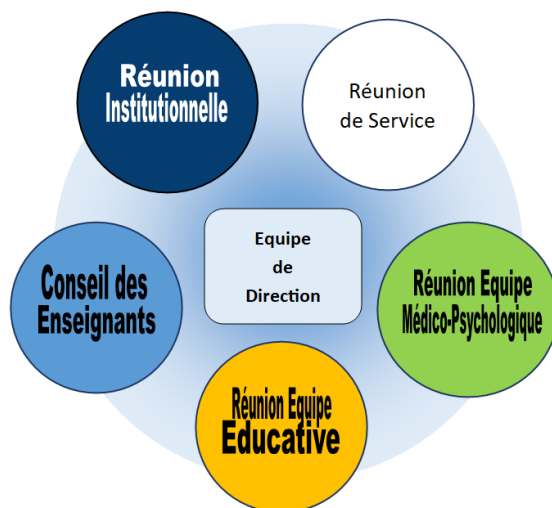 Réunion
Institutionnelle
Réunion
de Service
Equipe
de
Direction
Conseil des
Enseignants
Réunion Equipe
Médico-Psychologique
Réunion Equipe
Educative